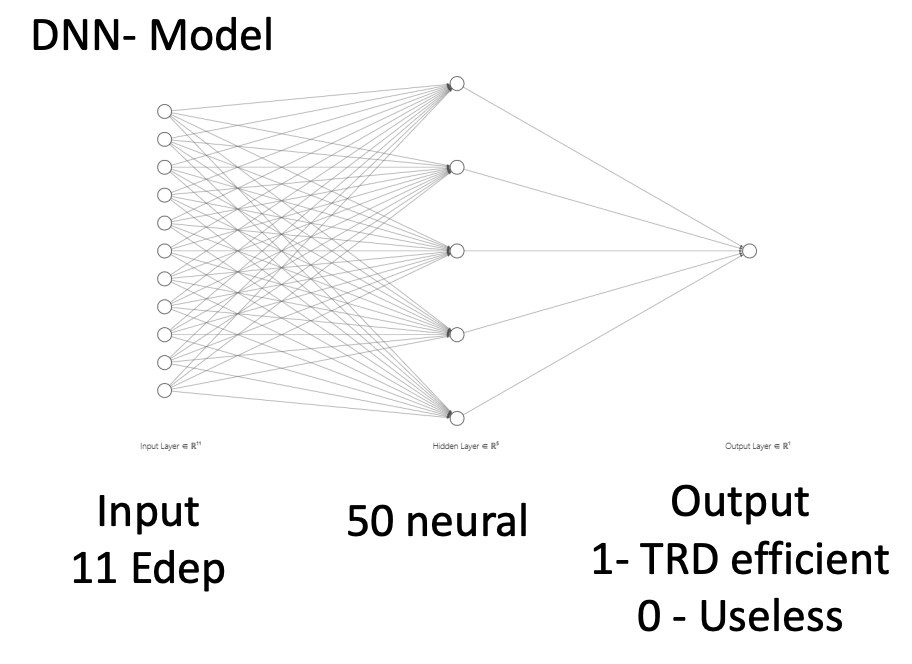 DNN- Model
Input Layer ∈ ℝ¹¹
Hidden Layer ∈ ℝ⁵
Output Layer ∈ ℝ¹
Input
11 Edep
50 neural
Output
1- TRD efficient
0 - Useless